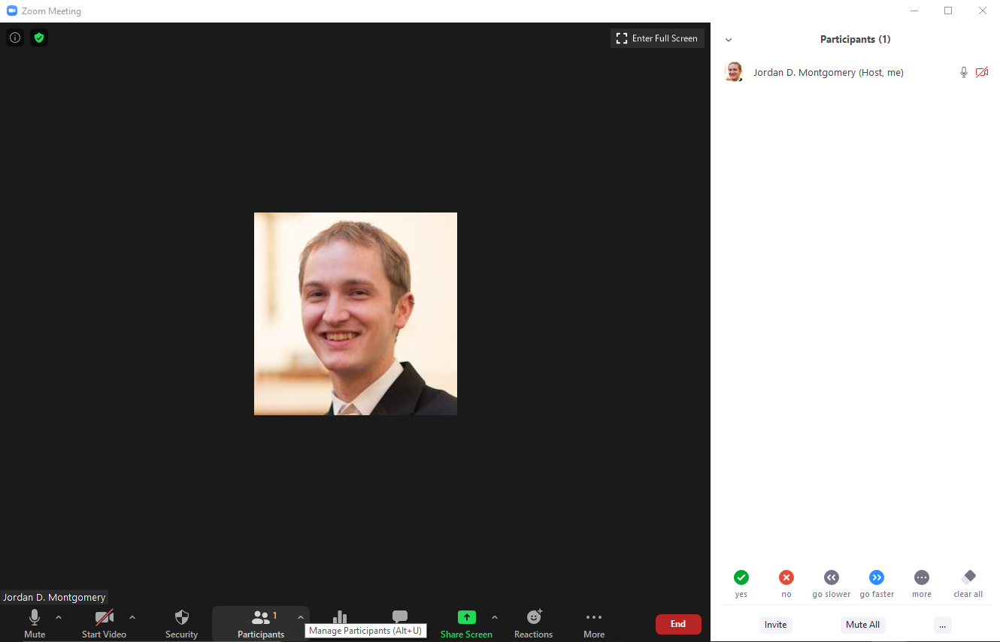 Zoom Meeting
Enter Full Screen
Participants (1)
Jordan D. Montgomery (Host, me)
Jordan D. Montgomery
yes no go slower go faster more clear all
1
Mute Start Video Security Participants Manage Participants (Alt+U) Share Screen Reactions More End
Invite Mute All ...